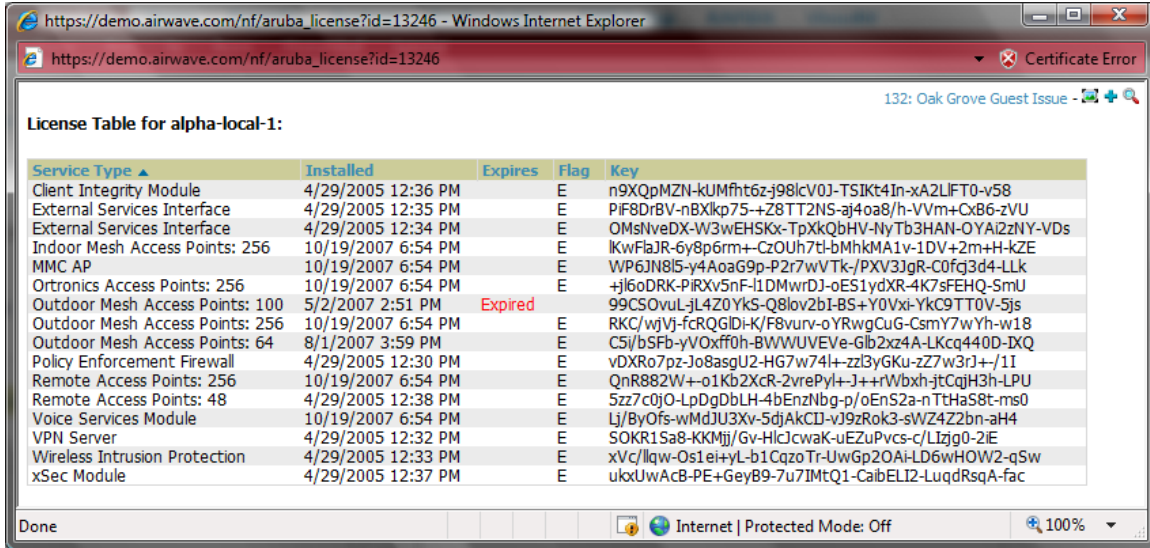 https://demo.airwave.com/nf/aruba_license?id=13246 - Windows Internet Explorer
https://demo.airwave.com/nf/aruba_license?id=13246 Certificate Error
132: Oak Grove Guest Issue -
License Table for alpha-local-1:
Service Type Installed Expires Flag Key
Client Integrity Module 4/29/2005 12:36 PM E n9XQpMZN-kUMfht6z-j98lcV0J-TSIKt4In-xA2LlFT0-v58
External Services Interface 4/29/2005 12:35 PM E PiF8DrBV-nBXlkp75-+Z8TT2NS-aj4oa8/h-VVm+CxB6-zVU
External Services Interface 4/29/2005 12:34 PM E OMsNveDX-W3wEHSKx-TpXkQbHV-NyTb3HAN-OYAi2zNY-VDs
Indoor Mesh Access Points: 256 10/19/2007 6:54 PM E lKwFlaJR-6y8p6rm+-CzOUh7tl-bMhkMA1v-1DV+2m+H-kZE
MMC AP 10/19/2007 6:54 PM E WP6JN8l5-y4AoaG9p-P2r7wVTk-/PXV3JgR-C0fcj3d4-LLk
Ortronics Access Points: 256 10/19/2007 6:54 PM E +jl6oDRK-PiRXv5nF-l1DMwrDJ-oES1ydXR-4K7sFEHQ-SmU
Outdoor Mesh Access Points: 100 5/2/2007 2:51 PM Expired 99CSOvuL-jL4Z0YkS-Q8lov2bI-BS+Y0Vxi-YkC9TT0V-5js
Outdoor Mesh Access Points: 256 10/19/2007 6:54 PM E RKC/wjVj-fcRQGlDi-K/F8vurv-oYRwgCuG-CsmY7wYh-w18
Outdoor Mesh Access Points: 64 8/1/2007 3:59 PM E C5i/bSFb-yVOxff0h-BWWUVEVe-Glb2xz4A-LKcq440D-IXQ
Policy Enforcement Firewall 4/29/2005 12:30 PM E vDXRo7pz-Jo8asgU2-HG7w74l+-zzl3yGKu-zZ7w3rJ+-/1I
Remote Access Points: 256 10/19/2007 6:54 PM E QnR882W+-o1Kb2XcR-2vrePyl+-J++rWbxh-jtCqjH3h-LPU
Remote Access Points: 48 4/29/2005 12:38 PM E 5zz7c0jO-LpDgDbLH-4bEnzNbg-p/oEnS2a-nTtHaS8t-ms0
Voice Services Module 10/19/2007 6:54 PM E Lj/ByOfs-wMdJU3Xv-5djAkCIJ-vJ9zRok3-sWZ4Z2bn-aH4
VPN Server 4/29/2005 12:32 PM E SOKR1Sa8-KKMjj/Gv-HlcJcwaK-uEZuPvcs-c/LIzjg0-2iE
Wireless Intrusion Protection 4/29/2005 12:33 PM E xVc/llqw-Os1ei+yL-b1CqzoTr-UwGp2OAi-LD6wHOW2-qSw
xSec Module 4/29/2005 12:37 PM E ukxUwAcB-PE+GeyB9-7u7IMtQ1-CaibELI2-LuqdRsqA-fac
Done Internet | Protected Mode: Off 100%